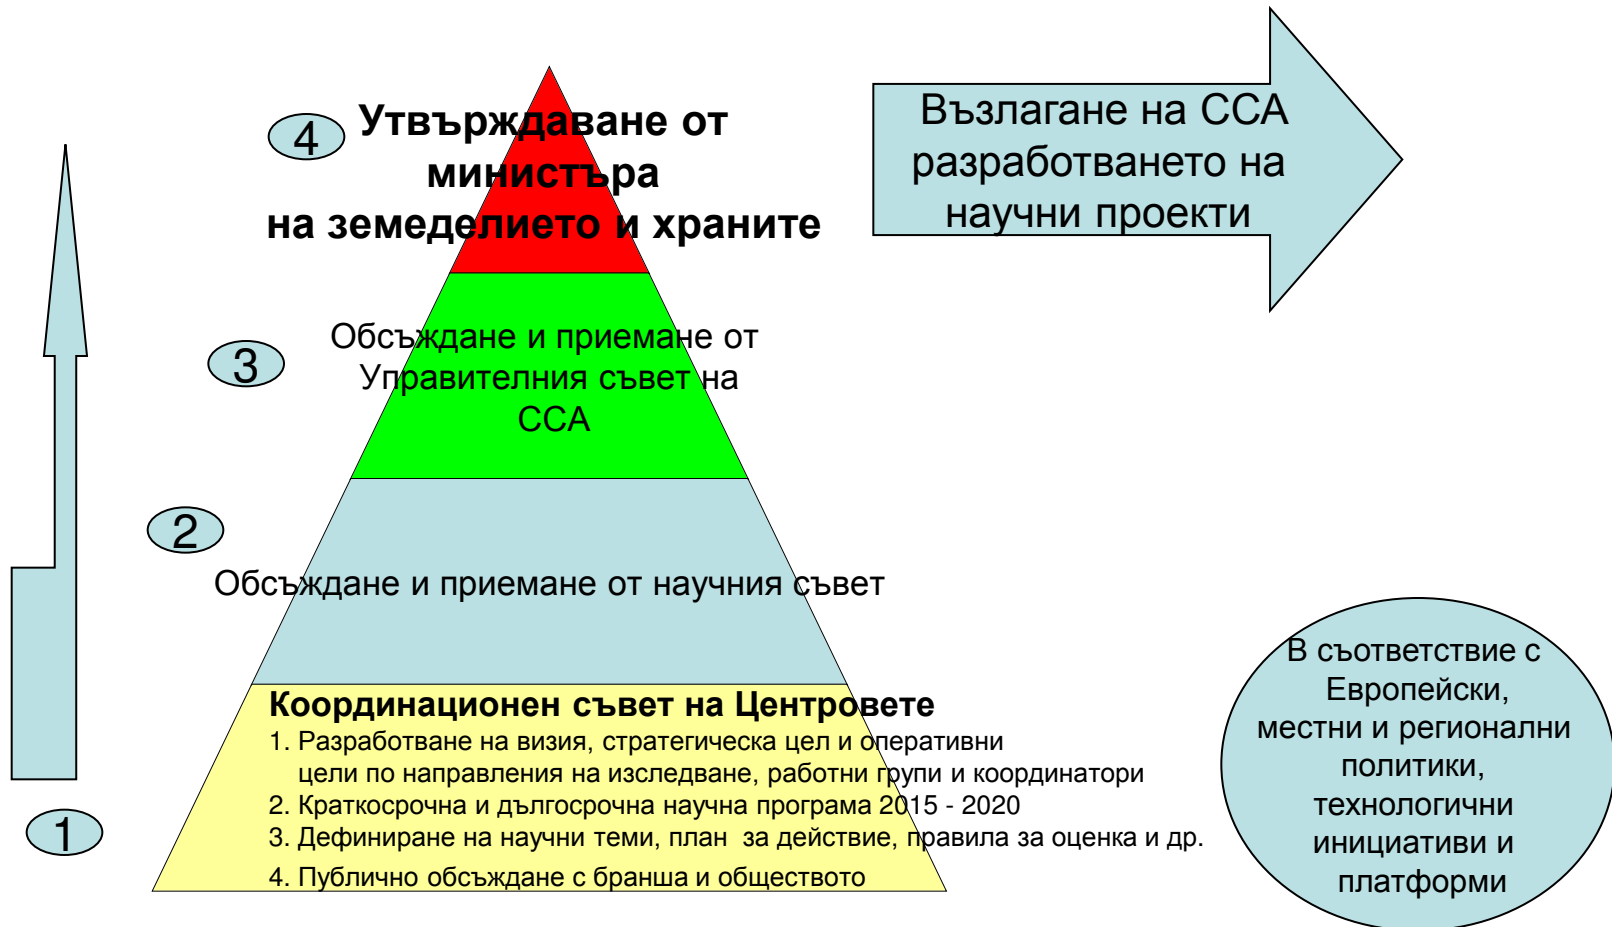 4
Утвърждаване от
министъра
на земеделието и храните
Възлагане на ССА
разработването на
научни проекти
3
Обсъждане и приемане от
Управителния съвет на
ССА
2
Обсъждане и приемане от научния съвет
1
Координационен съвет на Центровете
1. Разработване на визия, стратегическа цел и оперативни
цели по направления на изследване, работни групи и координатори
2. Краткосрочна и дългосрочна научна програма 2015 - 2020
3. Дефиниране на научни теми, план за действие, правила за оценка и др.
4. Публично обсъждане с бранша и обществото
В съответствие с
Европейски,
местни и регионални
политики,
технологични
инициативи и
платформи